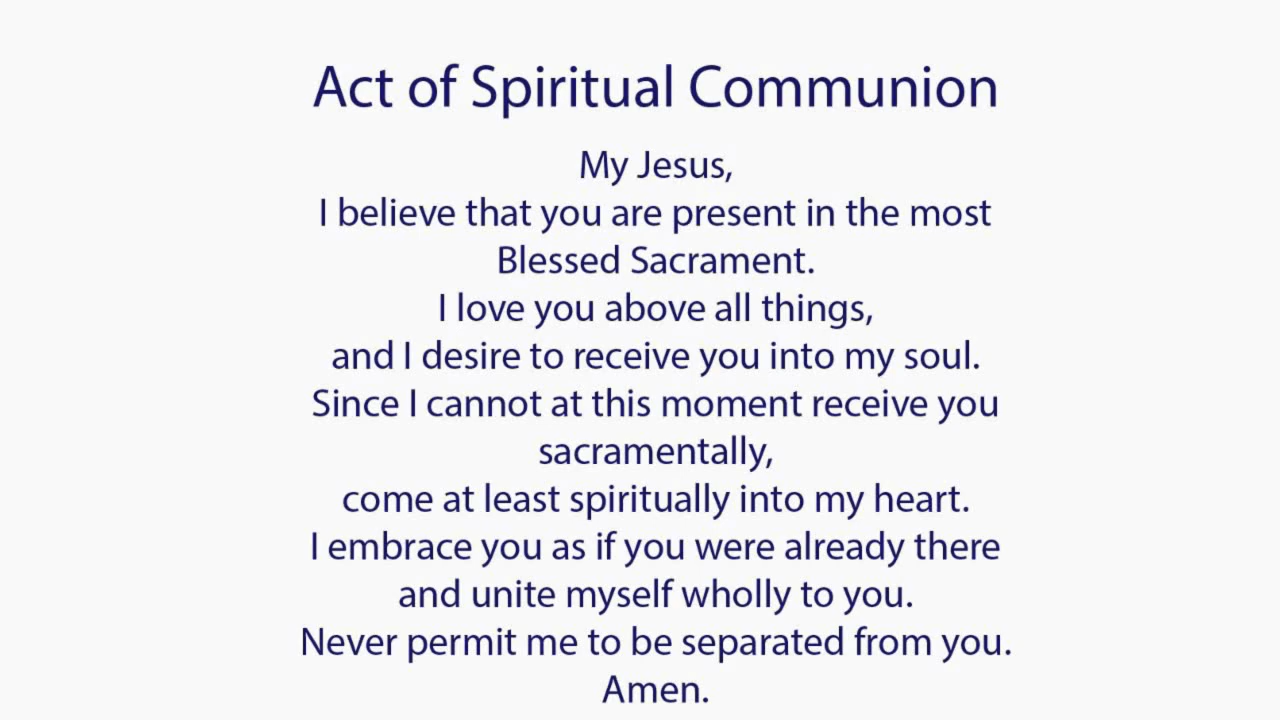 Act of Spiritual Communion
My Jesus,
I believe that you are present in the most
Blessed Sacrament.
I love you above all things,
and I desire to receive you into my soul.
Since I cannot at this moment receive you
sacramentally,
come at least spiritually into my heart.
I embrace you as if you were already there
and unite myself wholly to you.
Never permit me to be separated from you.
Amen.